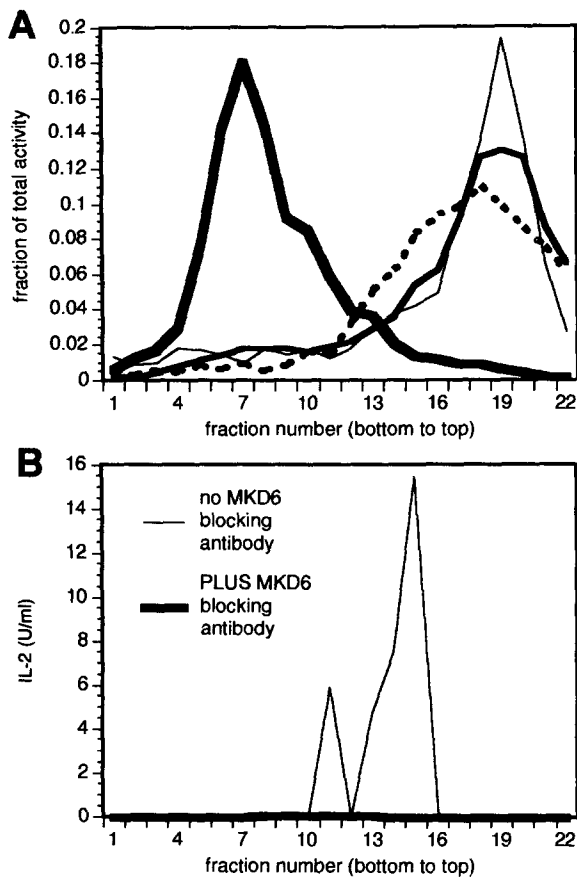 A
fraction of total activity
0.2
0.18
0.16
0.14
0.12
0.1
0.08
0.06
0.04
0.02
0
1 4 7 10 13 16 19 22
fraction number (bottom to top)
B
IL-2 (U/ml)
16
14
12
10
8
6
4
2
0
no MKD6
blocking
antibody
PLUS MKD6
blocking
antibody
1 4 7 10 13 16 19 22
fraction number (bottom to top)